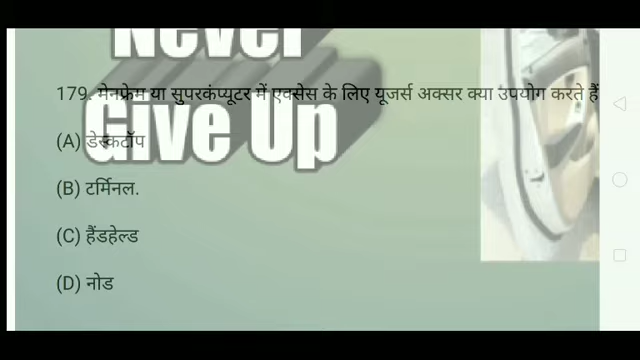 Never
179. मेनफ्रेम या सुपरकंप्यूटर में एक्सेस के लिए यूजर्स अक्सर क्या उपयोग करते हैं
Give Up
(A) डेस्कटॉप
(B) टर्मिनल.
(C) हैंडहेल्ड
(D) नोड